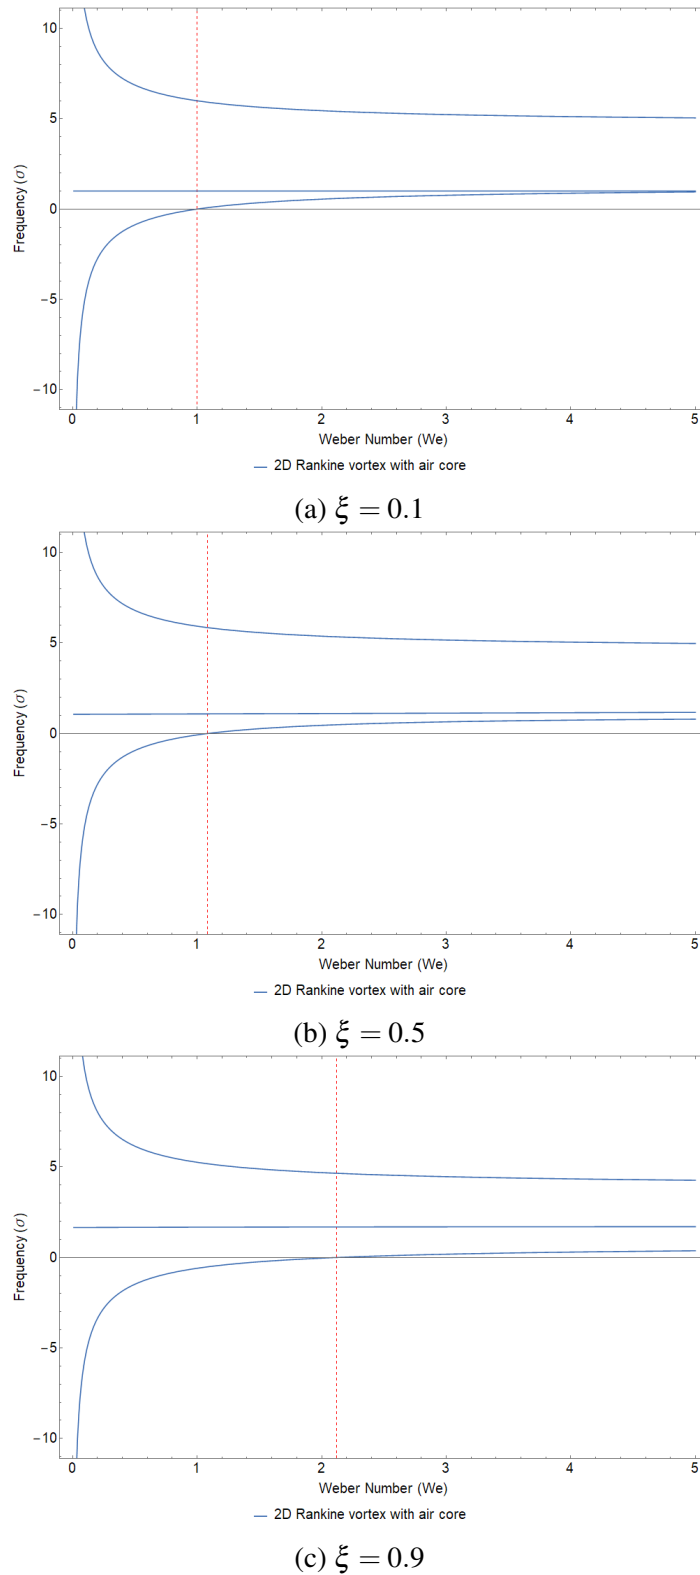 10
5
0
−5
−10
Frequency (σ)
0 1 2 3 4 5
Weber Number (We)
2D Rankine vortex with air core
(a) ξ = 0.1
10
5
0
−5
−10
Frequency (σ)
0 1 2 3 4 5
Weber Number (We)
2D Rankine vortex with air core
(b) ξ = 0.5
10
5
0
−5
−10
Frequency (σ)
0 1 2 3 4 5
Weber Number (We)
2D Rankine vortex with air core
(c) ξ = 0.9